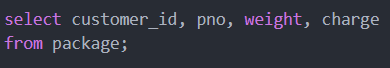 select customer_id, pno, weight, charge
from package;